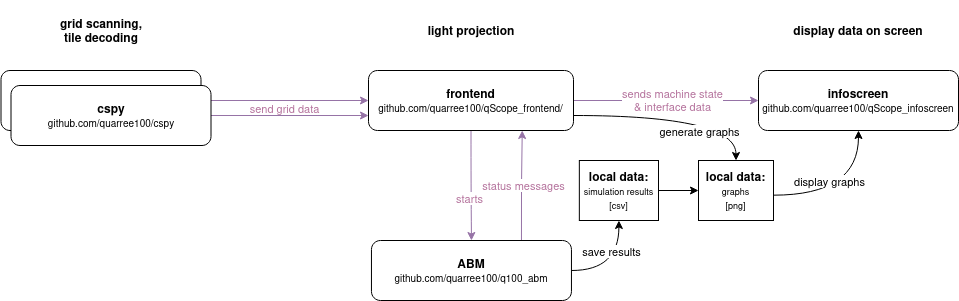 grid scanning,
tile decoding
light projection
display data on screen
cspy
github.com/quarree100/cspy
send grid data
frontend
github.com/quarree100/qScope_frontend/
sends machine state
& interface data
infoscreen
github.com/quarree100/qScope_infoscreen
generate graphs
starts
status messages
local data:
simulation results
[csv]
local data:
graphs
[png]
display graphs
ABM
github.com/quarree100/q100_abm
save results